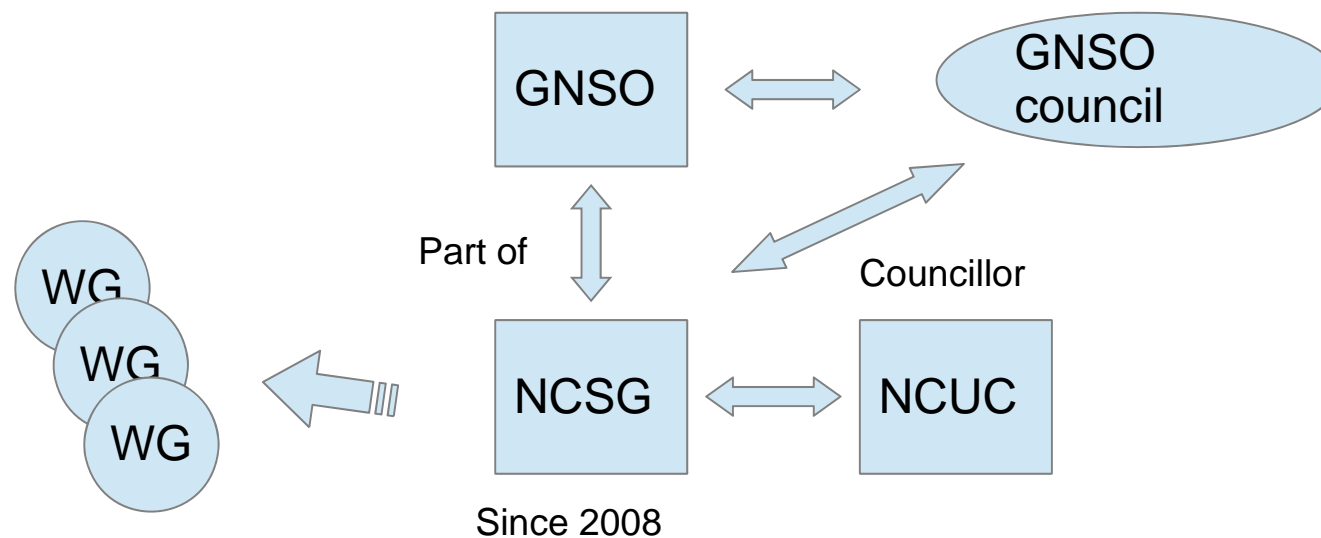 GNSO
GNSO
council
Part of
Councillor
WG
WG
WG
NCSG
NCUC
Since 2008